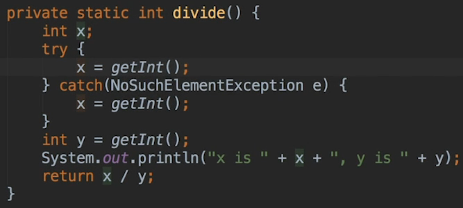 private static int divide() {
    int x;
    try {
        x = getInt();
    } catch(NoSuchElementException e) {
        x = getInt();
    }
    int y = getInt();
    System.out.println("x is " + x + ", y is " + y);
    return x / y;
}